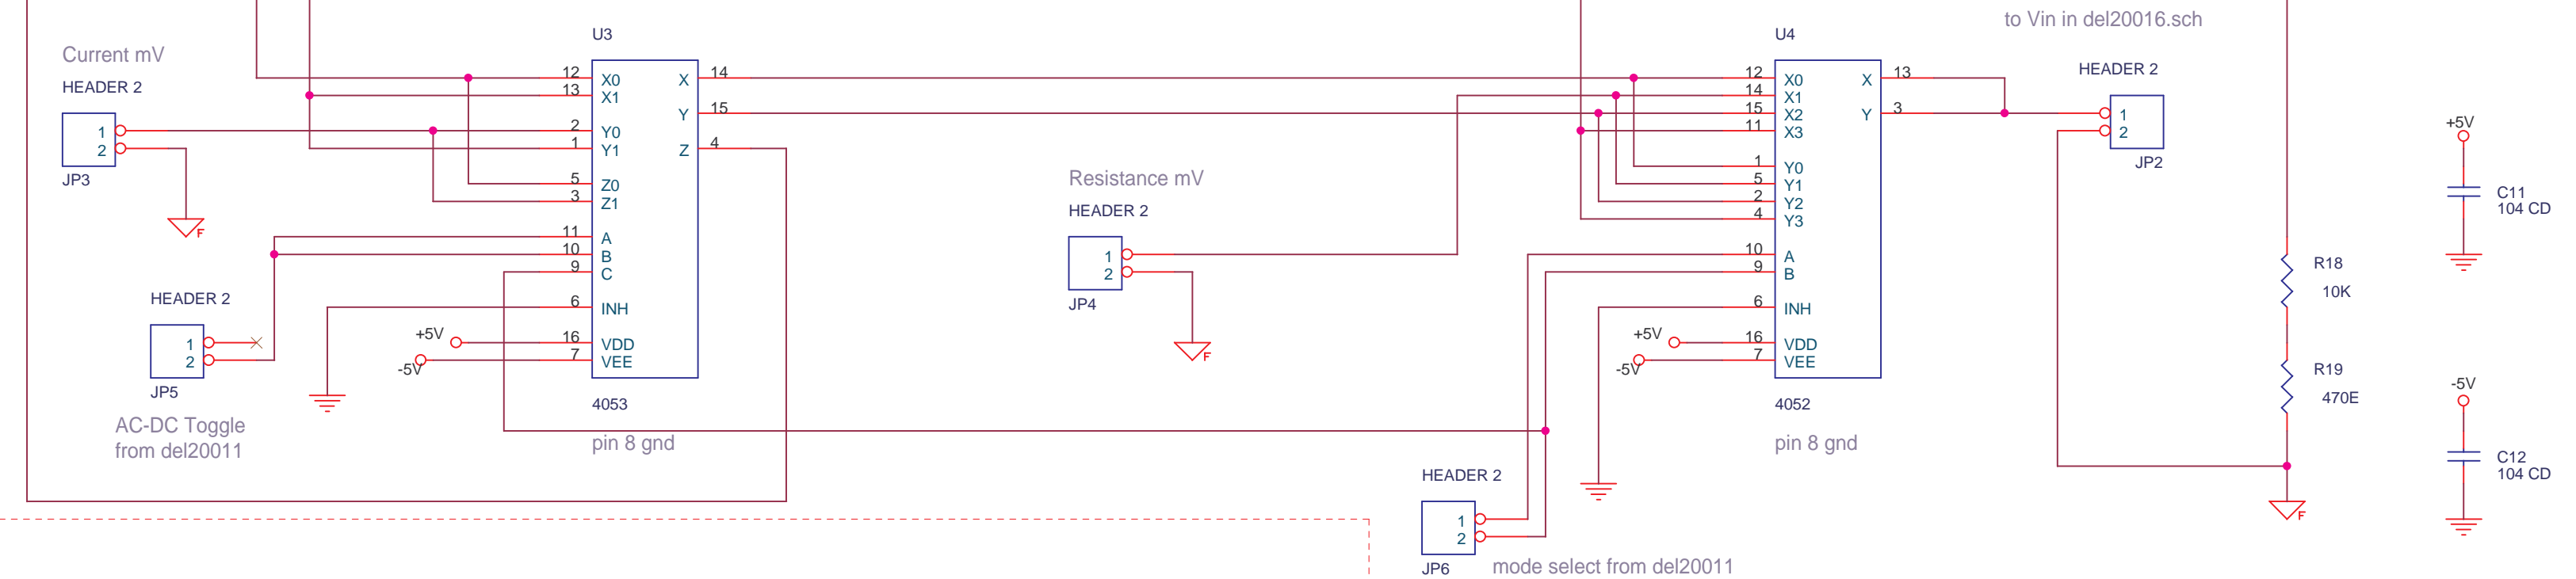 to Vin in del20016.sch
U3
U4
Current mV
HEADER 2
1
2
JP3
12 X0
13 X1
2 Y0
1 Y1
5 Z0
3 Z1
11 A
10 B
9 C
6 INH
16 VDD
7 VEE
X 14
Y 15
Z 4
+5V
-5V
4053
pin 8 gnd
F
HEADER 2
1
2
JP5
AC-DC Toggle
from del20011
Resistance mV
HEADER 2
1
2
JP4
F
12 X0
14 X1
15 X2
11 X3
1 Y0
5 Y1
2 Y2
4 Y3
10 A
9 B
6 INH
16 VDD
7 VEE
X 13
Y 3
+5V
-5V
4052
pin 8 gnd
HEADER 2
1
2
JP6
mode select from del20011
HEADER 2
1
2
JP2
R18
10K
R19
470E
F
+5V
C11
104 CD
-5V
C12
104 CD